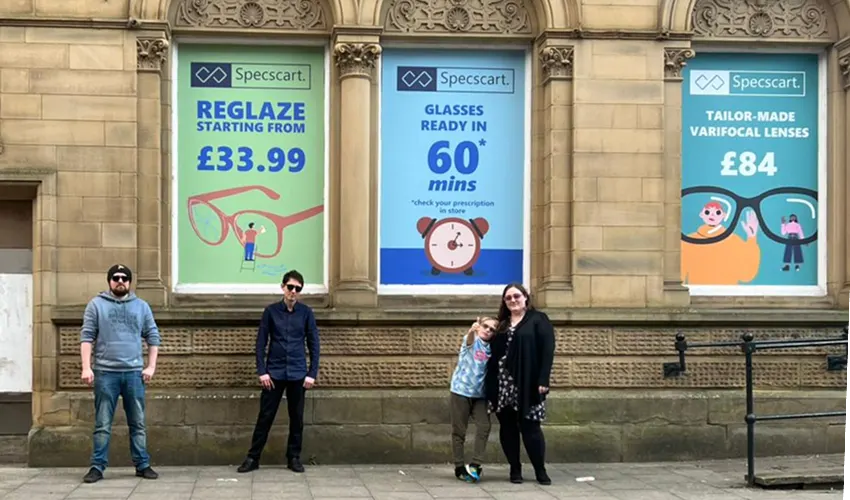 Specscart.
REGLAZE
STARTING FROM
£33.99
Specscart.
GLASSES
READY IN
60*
mins
*check your prescription
in store
Specscart.
TAILOR-MADE
VARIFOCAL LENSES
£84